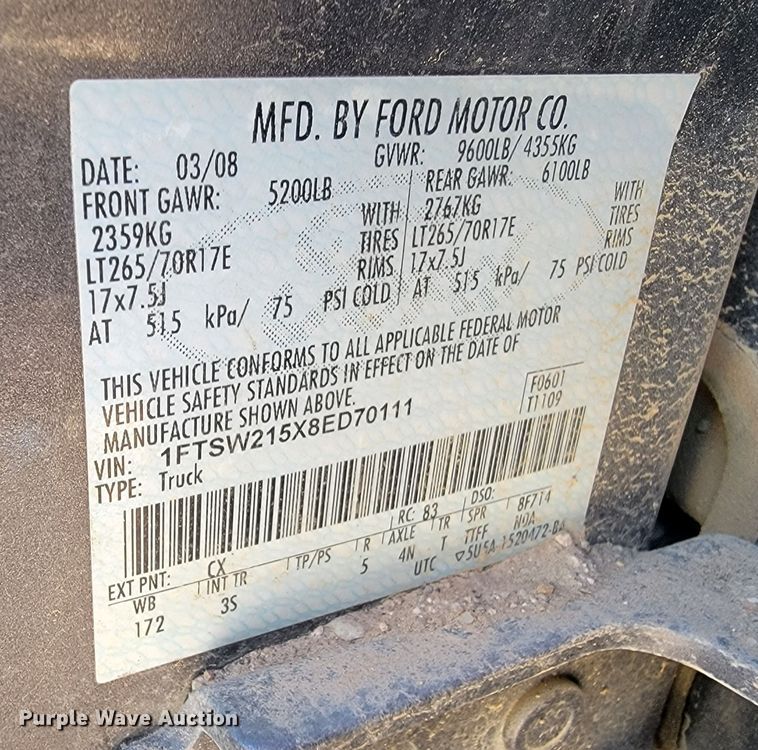 MFD. BY FORD MOTOR CO.
DATE: 03/08 GVWR: 9600LB/ 4355KG
FRONT GAWR: 5200LB REAR GAWR: 6100LB
2359KG WITH 2767KG WITH
LT265/70R17E TIRES LT265/70R17E TIRES
17x7.5J RIMS 17x7.5J RIMS
AT 515 kPa/ 75 PSI COLD AT 515 kPa/ 75 PSI COLD
THIS VEHICLE CONFORMS TO ALL APPLICABLE FEDERAL MOTOR
VEHICLE SAFETY STANDARDS IN EFFECT ON THE DATE OF
MANUFACTURE SHOWN ABOVE.
F0601
VIN: 1FTSW215X8ED70111
T1109
TYPE: Truck
EXT PNT: CX RC: 83 DSO: 8F714
WB INT TR TP/PS R AXLE TR SPR NOA
172 3S 5 4N T TTFF
UTC 5U5A-1520472-BA
Purple Wave Auction